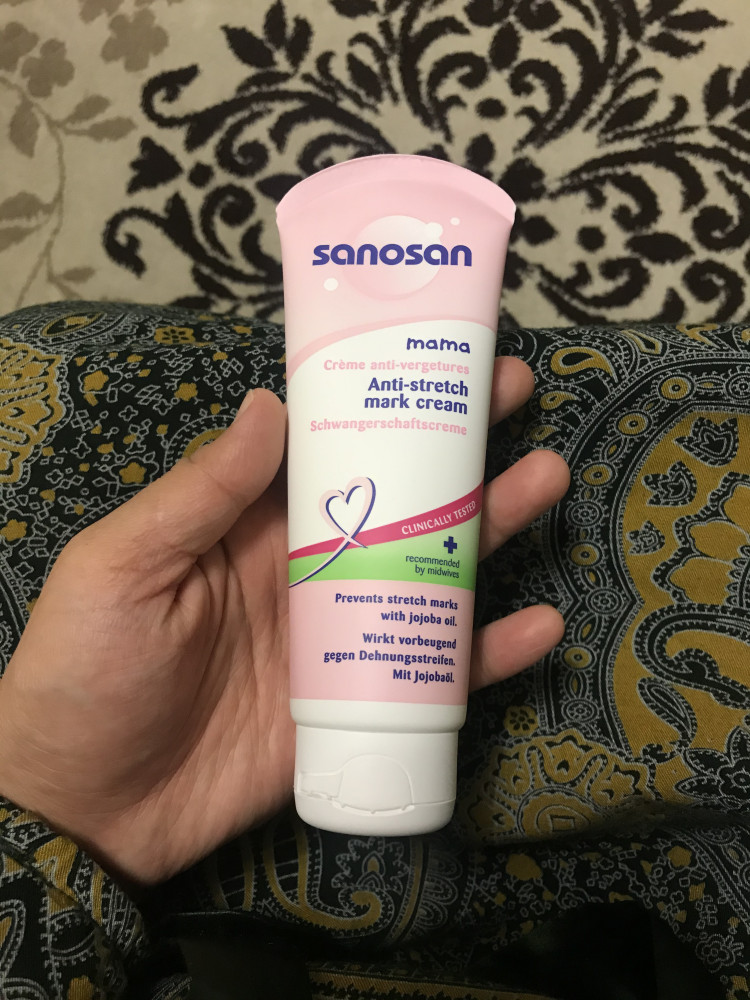 sanosan
mama
Crème anti-vergetures
Anti-stretch
mark cream
Schwangerschaftscreme
CLINICALLY TESTED
recommended
by midwives
Prevents stretch marks
with jojoba oil.
Wirkt vorbeugend
gegen Dehnungsstreifen.
Mit Jojobaöl.